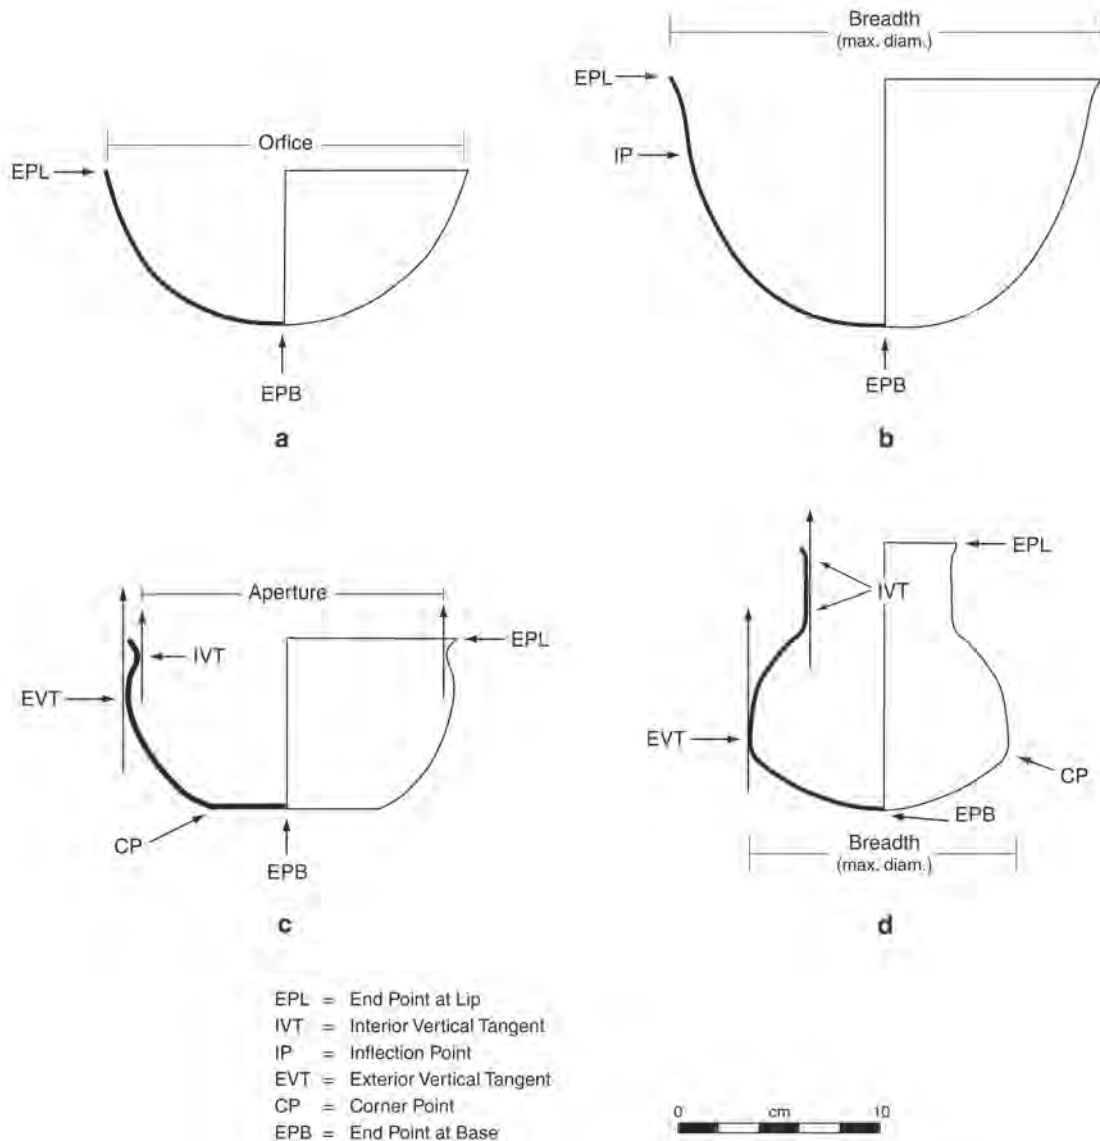 Breadth
(max. diam.)
EPL
IP
EPB
b
Orfice
EPL
EPB
a
Aperture
EPL
IVT
EVT
CP
EPB
c
EPL
IVT
EVT
CP
EPB
Breadth
(max. diam.)
d
EPL = End Point at Lip
IVT = Interior Vertical Tangent
IP = Inflection Point
EVT = Exterior Vertical Tangent
CP = Corner Point
EPB = End Point at Base
0 cm 10